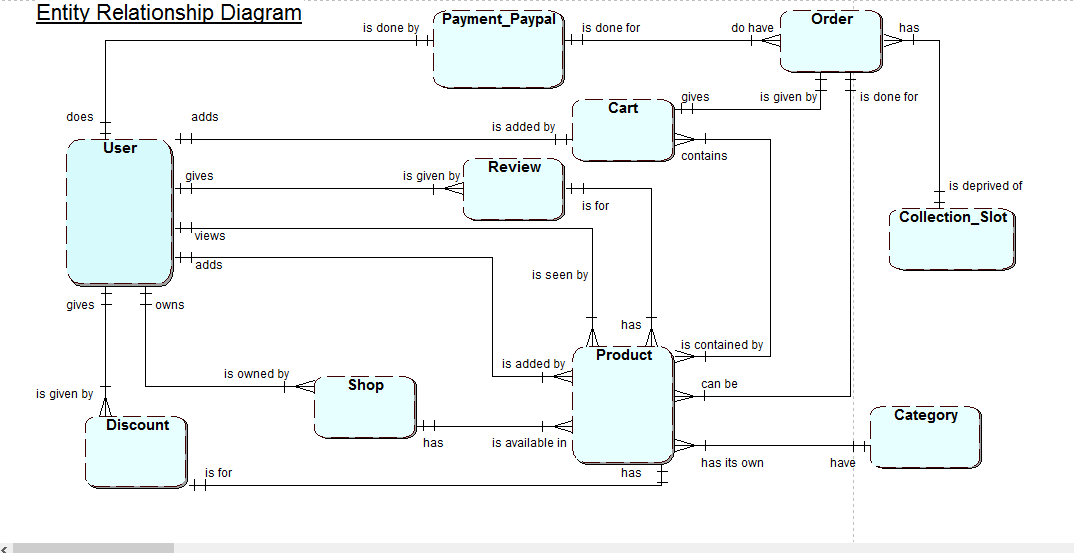 Entity Relationship Diagram
Payment_Paypal
Order
is done by
is done for
do have
has
Cart
gives
is given by
is done for
does
adds
is added by
User
Review
contains
gives
is given by
is for
is deprived of
Collection_Slot
views
adds
is seen by
gives
owns
has
Product
is contained by
is owned by
Shop
is added by
can be
is given by
Discount
Category
has
is available in
has
has its own
have
is for